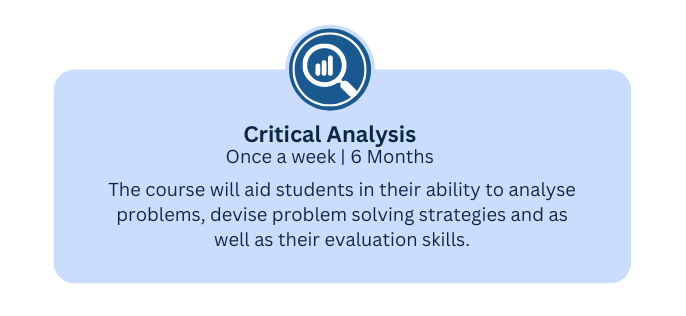 Critical Analysis
Once a week | 6 Months
The course will aid students in their ability to analyse
problems, devise problem solving strategies and as
well as their evaluation skills.